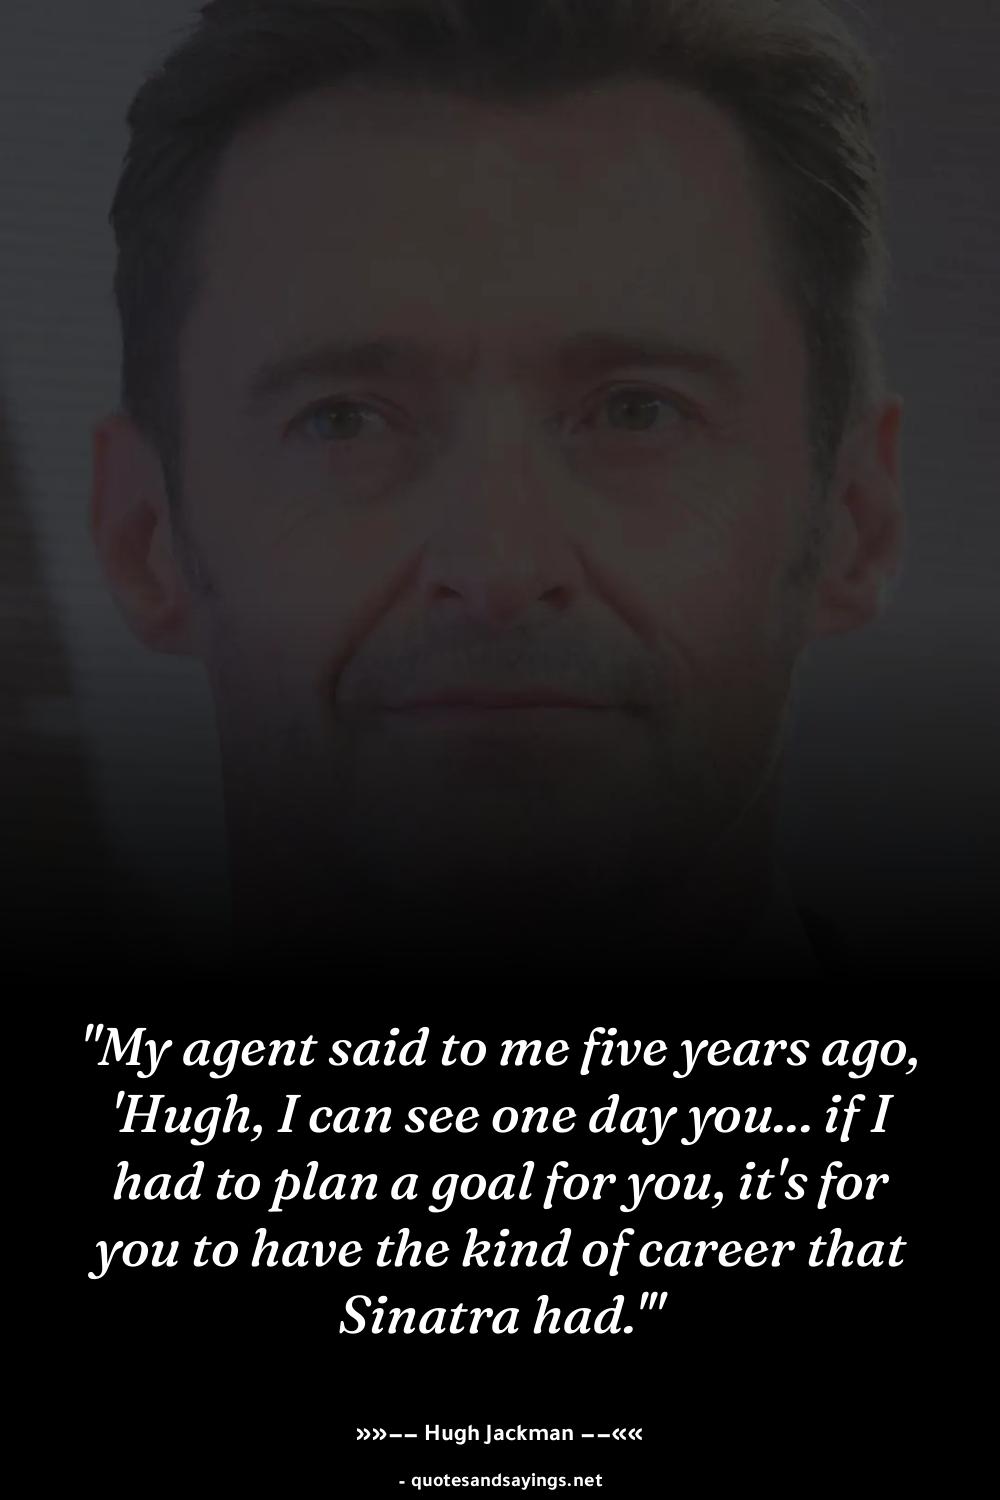 "My agent said to me five years ago,
'Hugh, I can see one day you... if I
had to plan a goal for you, it's for
you to have the kind of career that
Sinatra had.'"
»»−− Hugh Jackman −−««
- quotesandsayings.net